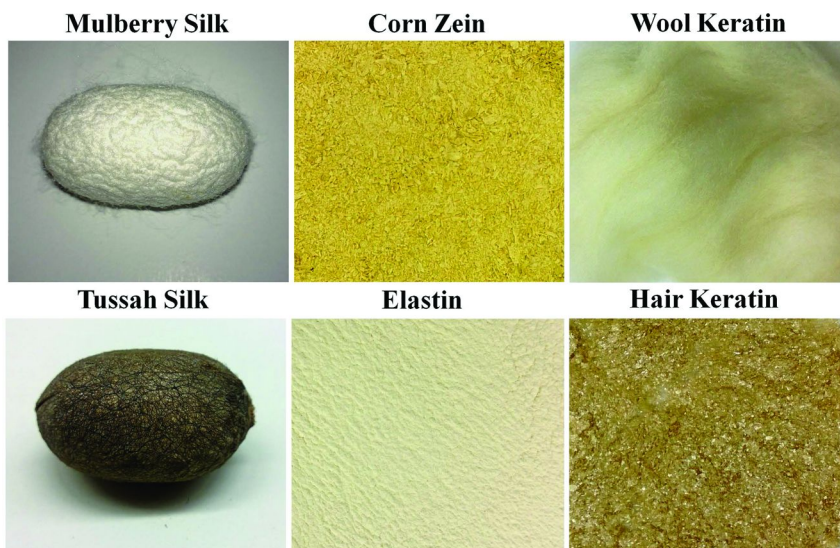 Mulberry Silk
Corn Zein
Wool Keratin
Tussah Silk
Elastin
Hair Keratin